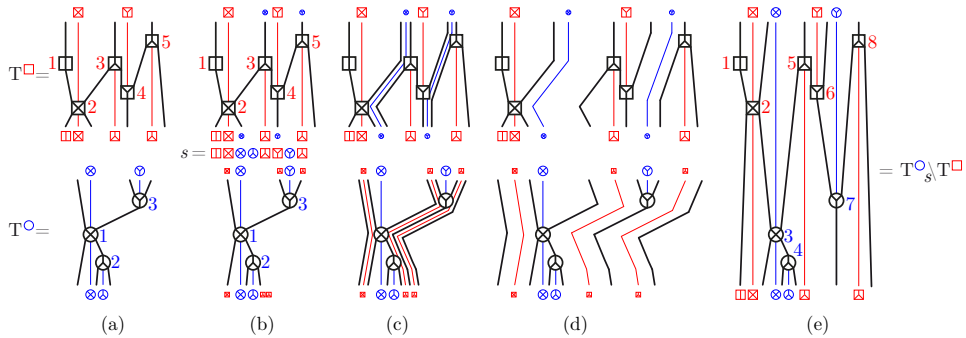 1 2 3 4 5
T□=
1 2 3 4 5
1 2 5 6 8
s =
= T○ s\T□
T○=
1 2 3
1 2 3
3 4 7
(a) (b) (c) (d) (e)